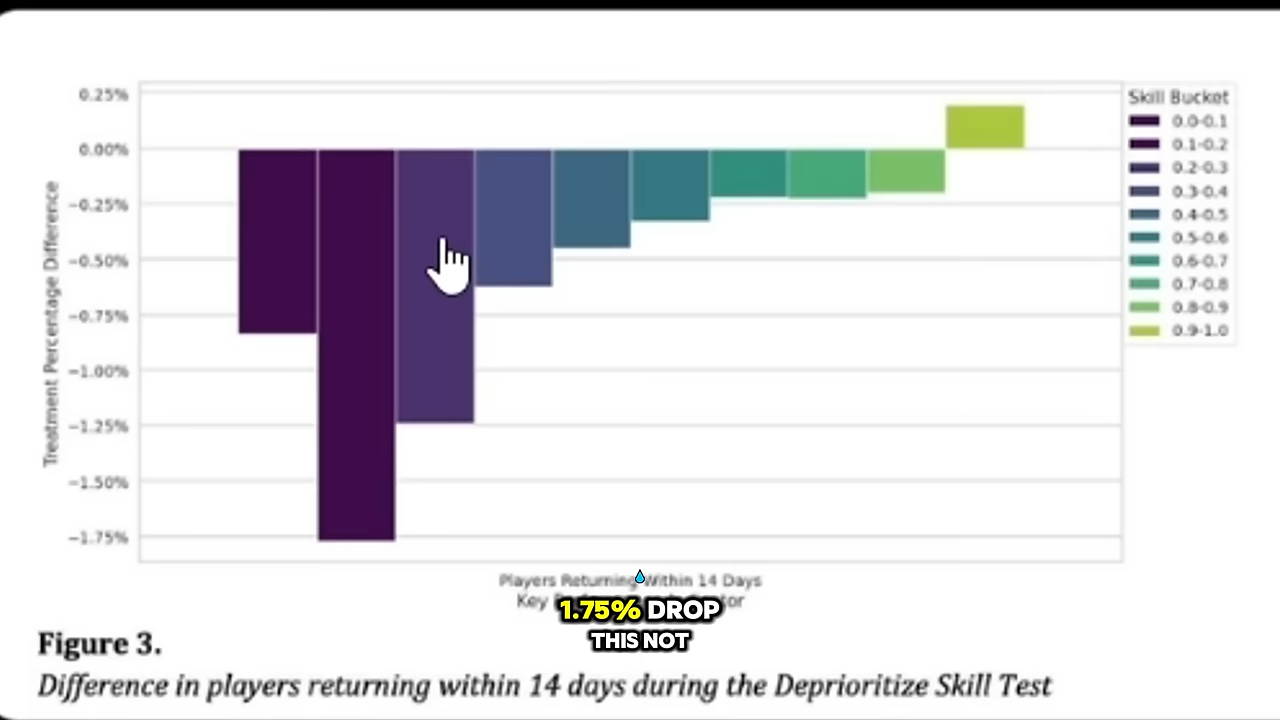 0.25%
0.00%
−0.25%
−0.50%
−0.75%
−1.00%
−1.25%
−1.50%
−1.75%
Treatment Percentage Difference
Skill Bucket
0.0-0.1
0.1-0.2
0.2-0.3
0.3-0.4
0.4-0.5
0.5-0.6
0.6-0.7
0.7-0.8
0.8-0.9
0.9-1.0
Players Returning Within 14 Days
Key
1.75% DROP
THIS NOT
Figure 3.
Difference in players returning within 14 days during the Deprioritize Skill Test